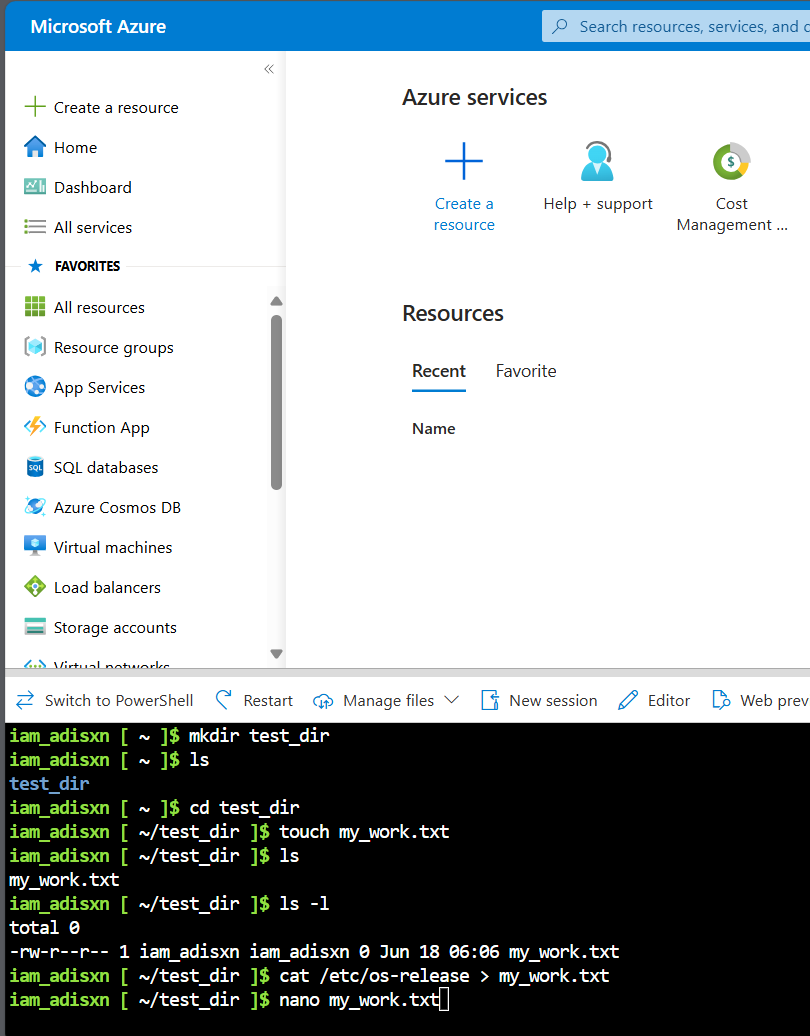 Microsoft Azure
Search resources, services, and
Create a resource
Home
Dashboard
All services
FAVORITES
All resources
Resource groups
App Services
Function App
SQL databases
Azure Cosmos DB
Virtual machines
Load balancers
Storage accounts
Virtual networks
Azure services
Create a
resource
Help + support
Cost
Management ...
Resources
Recent Favorite
Name
Switch to PowerShell Restart Manage files New session Editor Web prev
iam_adisxn [ ~ ]$ mkdir test_dir
iam_adisxn [ ~ ]$ ls
test_dir
iam_adisxn [ ~ ]$ cd test_dir
iam_adisxn [ ~/test_dir ]$ touch my_work.txt
iam_adisxn [ ~/test_dir ]$ ls
my_work.txt
iam_adisxn [ ~/test_dir ]$ ls -l
total 0
-rw-r--r-- 1 iam_adisxn iam_adisxn 0 Jun 18 06:06 my_work.txt
iam_adisxn [ ~/test_dir ]$ cat /etc/os-release > my_work.txt
iam_adisxn [ ~/test_dir ]$ nano my_work.txt